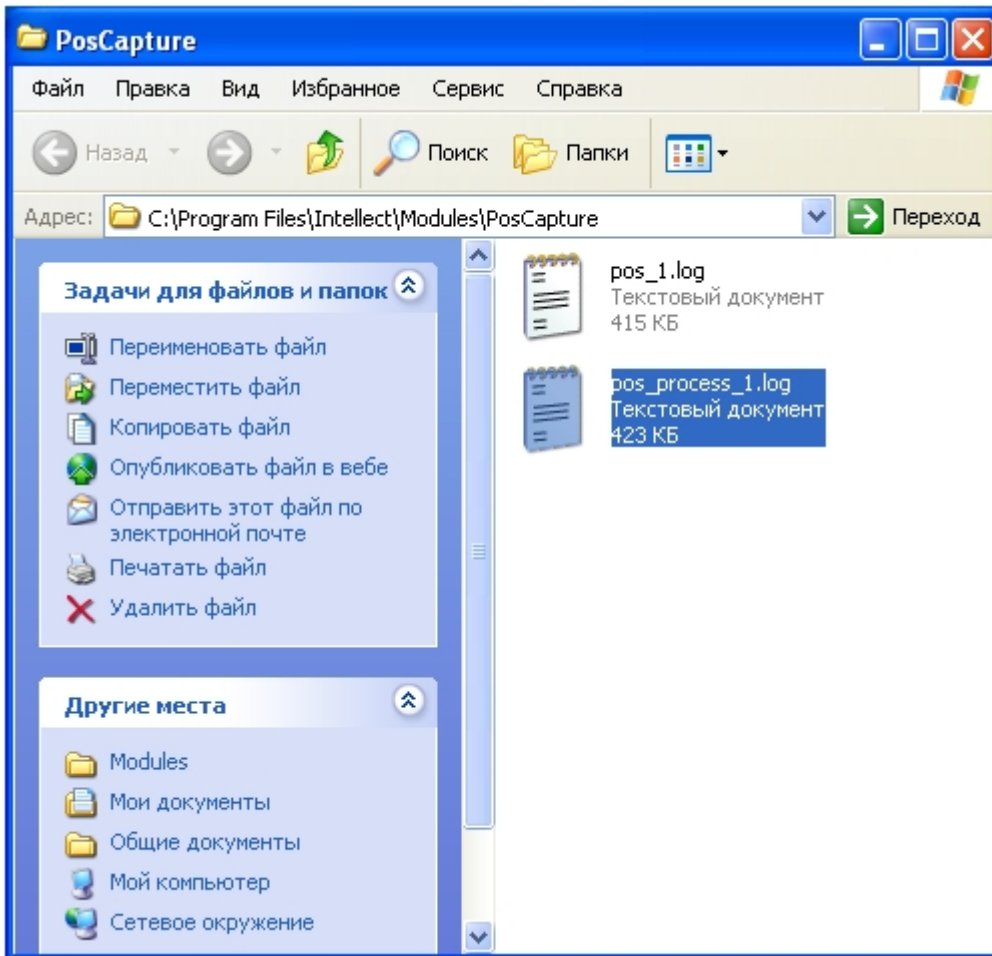 PosCapture
Файл Правка Вид Избранное Сервис Справка
Назад Поиск Папки
Адрес: C:\Program Files\Intellect\Modules\PosCapture Переход
Задачи для файлов и папок
Переименовать файл
Переместить файл
Копировать файл
Опубликовать файл в вебе
Отправить этот файл по
электронной почте
Печатать файл
Удалить файл
Другие места
Modules
Мои документы
Общие документы
Мой компьютер
Сетевое окружение
pos_1.log
Текстовый документ
415 КБ
pos_process_1.log
Текстовый документ
423 КБ